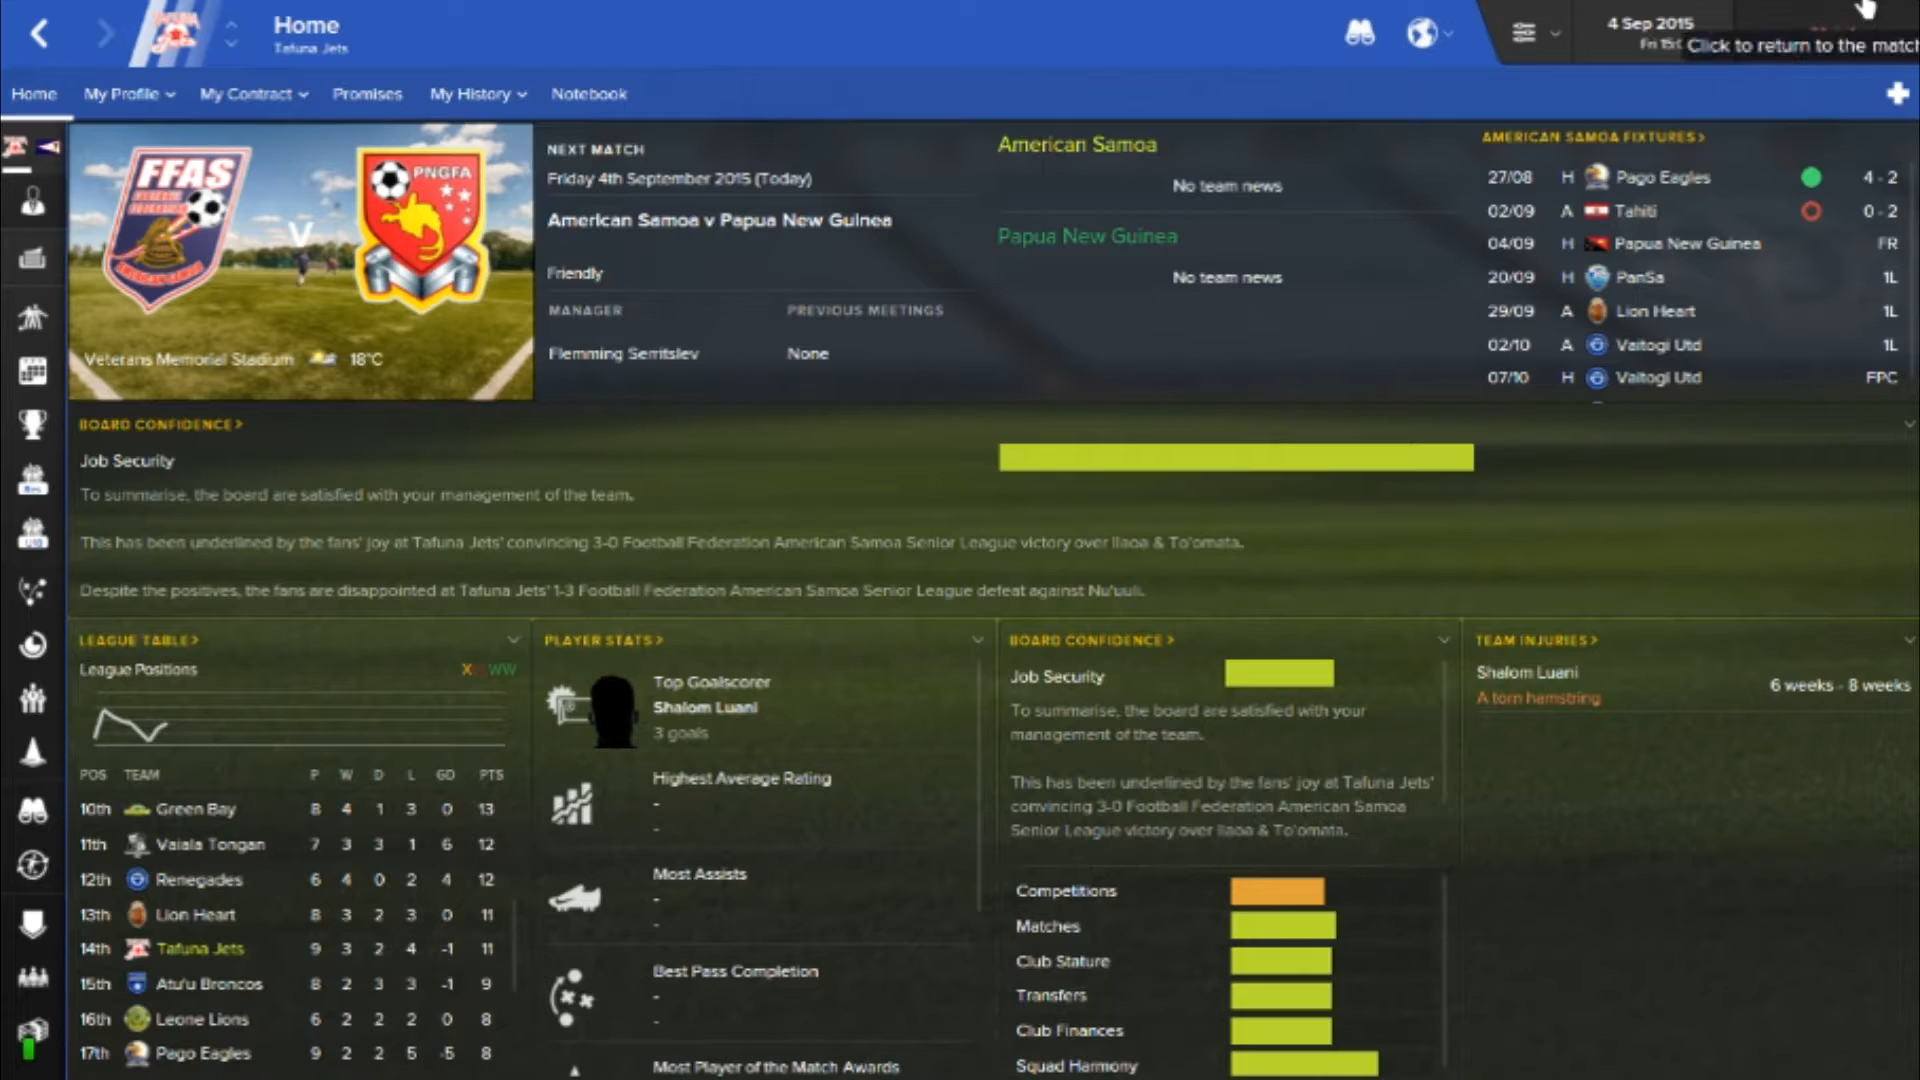 Home
Tafuna Jets
4 Sep 2015
Fri 15:
Click to return to the match
Home My Profile My Contract Promises My History Notebook
FFAS
AMERICAN SAMOA
PNGFA
V
Veterans Memorial Stadium 18°C
NEXT MATCH
Friday 4th September 2015 (Today)
American Samoa v Papua New Guinea
Friendly
MANAGER PREVIOUS MEETINGS
Flemming Serritslev None
American Samoa
No team news
Papua New Guinea
No team news
AMERICAN SAMOA FIXTURES >
27/08 H Pago Eagles 4 - 2
02/09 A Tahiti 0 - 2
04/09 H Papua New Guinea FR
20/09 H PanSa 1L
29/09 A Lion Heart 1L
02/10 A Vaitogi Utd 1L
07/10 H Vaitogi Utd FPC
BOARD CONFIDENCE >
Job Security
To summarise, the board are satisfied with your management of the team.
This has been underlined by the fans' joy at Tafuna Jets' convincing 3-0 Football Federation American Samoa Senior League victory over Ilaoa & To'omata.
Despite the positives, the fans are disappointed at Tafuna Jets' 1-3 Football Federation American Samoa Senior League defeat against Nu'uuli.
LEAGUE TABLE >
League Positions X WW
POS TEAM P W D L GD PTS
10th Green Bay 8 4 1 3 0 13
11th Vaiala Tongan 7 3 3 1 6 12
12th Renegades 6 4 0 2 4 12
13th Lion Heart 8 3 2 3 0 11
14th Tafuna Jets 9 3 2 4 -1 11
15th Atu'u Broncos 8 2 3 3 -1 9
16th Leone Lions 6 2 2 2 0 8
17th Pago Eagles 9 2 2 5 -5 8
PLAYER STATS >
Top Goalscorer
Shalom Luani
3 goals
Highest Average Rating
-
-
Most Assists
-
-
Best Pass Completion
-
-
Most Player of the Match Awards
BOARD CONFIDENCE >
Job Security
To summarise, the board are satisfied with your
management of the team.
This has been underlined by the fans' joy at Tafuna Jets'
convincing 3-0 Football Federation American Samoa
Senior League victory over Ilaoa & To'omata.
Competitions
Matches
Club Stature
Transfers
Club Finances
Squad Harmony
TEAM INJURIES >
Shalom Luani
A torn hamstring
6 weeks - 8 weeks